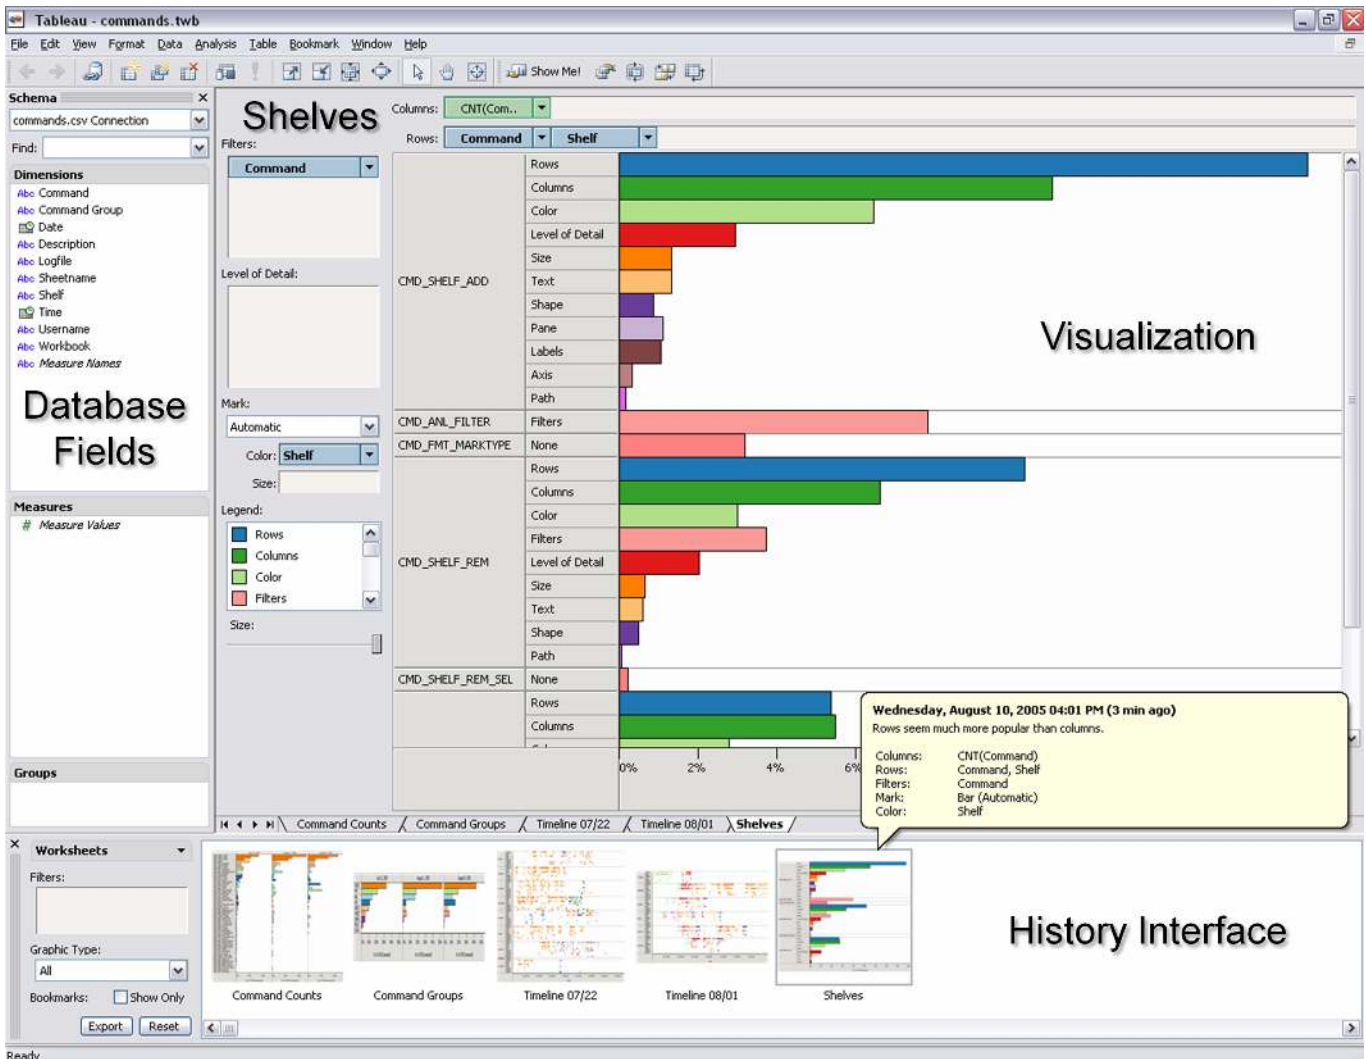 Tableau - commands.twb
File Edit View Format Data Analysis Table Bookmark Window Help
Show Me!
Schema
commands.csv Connection
Find:
Dimensions
Abc Command
Abc Command Group
Date
Abc Description
Abc Logfile
Abc Sheetname
Abc Shelf
Time
Abc Username
Abc Workbook
Abc Measure Names
Database
Fields
Measures
# Measure Values
Groups
Shelves
Filters:
Command
Level of Detail:
Mark:
Automatic
Color: Shelf
Size:
Legend:
Rows
Columns
Color
Filters
Size:
Columns: CNT(Com..
Rows: Command Shelf
CMD_SHELF_ADD
Rows
Columns
Color
Level of Detail
Size
Text
Shape
Pane
Labels
Axis
Path
CMD_ANL_FILTER Filters
CMD_FMT_MARKTYPE None
CMD_SHELF_REM
Rows
Columns
Color
Filters
Level of Detail
Size
Text
Shape
Path
CMD_SHELF_REM_SEL None
Rows
Columns
0% 2% 4% 6%
Visualization
Wednesday, August 10, 2005 04:01 PM (3 min ago)
Rows seem much more popular than columns.
Columns: CNT(Command)
Rows: Command, Shelf
Filters: Command
Mark: Bar (Automatic)
Color: Shelf
Command Counts Command Groups Timeline 07/22 Timeline 08/01 Shelves
Worksheets
Filters:
Graphic Type:
All
Bookmarks: Show Only
Export Reset
Command Counts Command Groups Timeline 07/22 Timeline 08/01 Shelves
History Interface
Ready